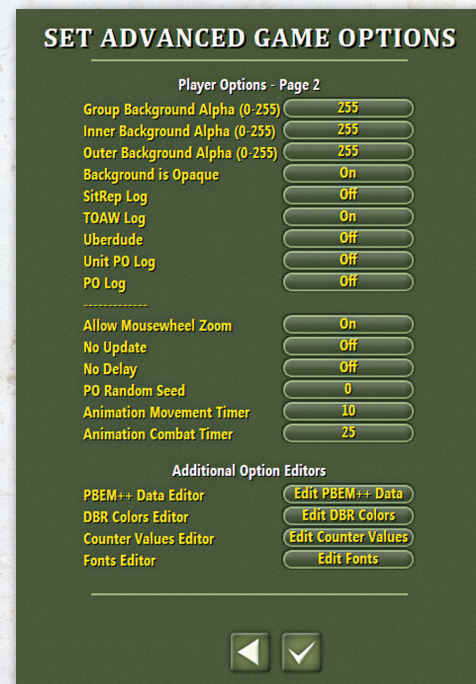 SET ADVANCED GAME OPTIONS
Player Options - Page 2
Group Background Alpha (0-255) 255
Inner Background Alpha (0-255) 255
Outer Background Alpha (0-255) 255
Background is Opaque On
SitRep Log Off
TOAW Log On
Uberdude Off
Unit PO Log Off
PO Log Off
-------------
Allow Mousewheel Zoom On
No Update Off
No Delay Off
PO Random Seed 0
Animation Movement Timer 10
Animation Combat Timer 25
Additional Option Editors
PBEM++ Data Editor Edit PBEM++ Data
DBR Colors Editor Edit DBR Colors
Counter Values Editor Edit Counter Values
Fonts Editor Edit Fonts